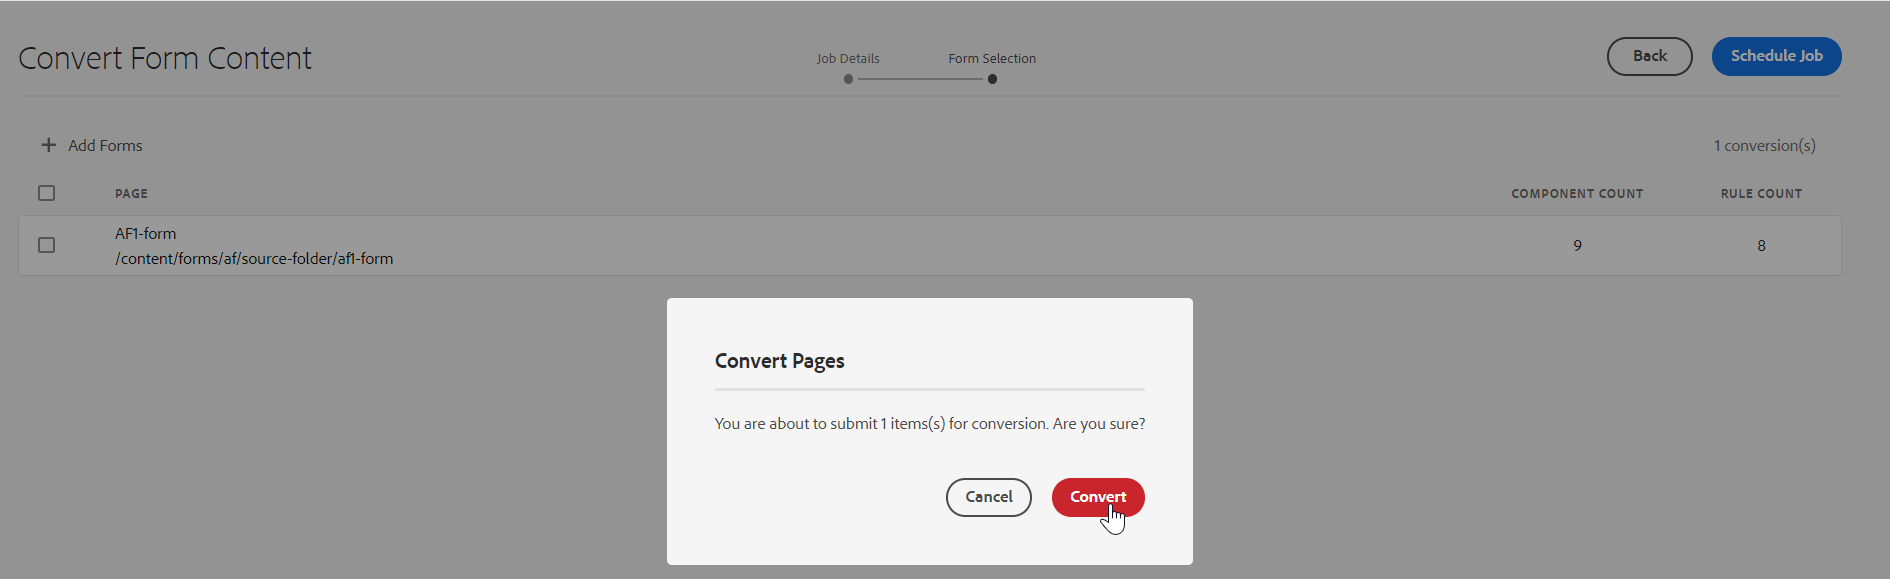 Convert Form Content
Job Details
Form Selection
Back
Schedule Job
Add Forms
1 conversion(s)
PAGE
COMPONENT COUNT
RULE COUNT
AF1-form
/content/forms/af/source-folder/af1-form
9
8
Convert Pages
You are about to submit 1 items(s) for conversion. Are you sure?
Cancel
Convert